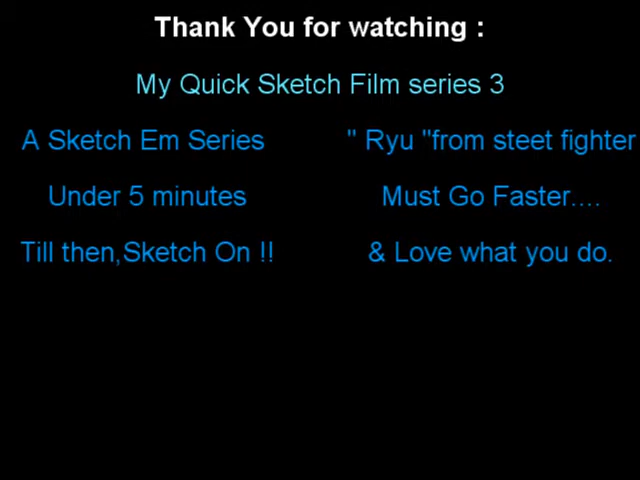 Thank You for watching :
My Quick Sketch Film series 3
A Sketch Em Series " Ryu "from steet fighter
Under 5 minutes Must Go Faster....
Till then,Sketch On !! & Love what you do.